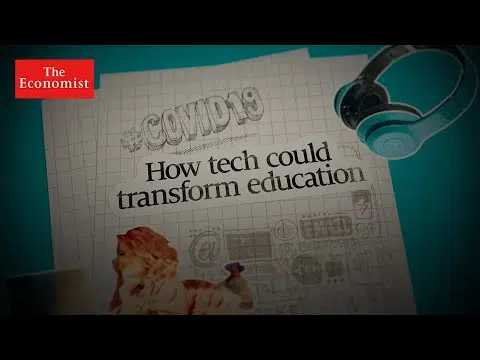 The
Economist
#COVID19
How tech could
transform education
@